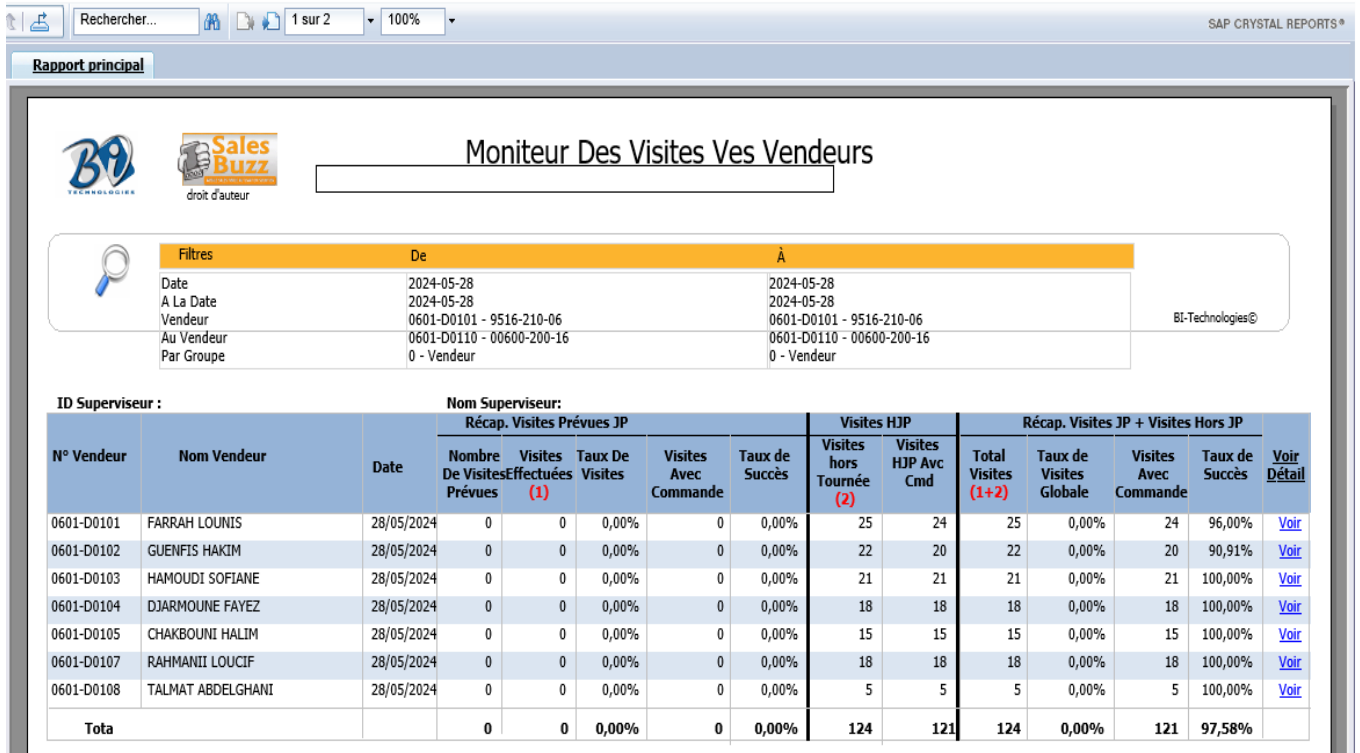 Rechercher... 1 sur 2 100% SAP CRYSTAL REPORTS®
Rapport principal
Bi
TECHNOLOGIES
Sales
Buzz
droit d'auteur
Moniteur Des Visites Ves Vendeurs
Filtres De À
Date 2024-05-28 2024-05-28
A La Date 2024-05-28 2024-05-28
Vendeur 0601-D0101 - 9516-210-06 0601-D0101 - 9516-210-06
BI-Technologies©
Au Vendeur 0601-D0110 - 00600-200-16 0601-D0110 - 00600-200-16
Par Groupe 0 - Vendeur 0 - Vendeur
ID Superviseur : Nom Superviseur:
Récap. Visites Prévues JP Visites HJP Récap. Visites JP + Visites Hors JP
N° Vendeur Nom Vendeur Date Nombre De Visites Prévues Visites Effectuées (1) Taux De Visites Visites Avec Commande Taux de Succès Visites hors Tournée (2) Visites HJP Avc Cmd Total Visites (1+2) Taux de Visites Globale Visites Avec Commande Taux de Succès Voir Détail
0601-D0101 FARRAH LOUNIS 28/05/2024 0 0 0,00% 0 0,00% 25 24 25 0,00% 24 96,00% Voir
0601-D0102 GUENFIS HAKIM 28/05/2024 0 0 0,00% 0 0,00% 22 20 22 0,00% 20 90,91% Voir
0601-D0103 HAMOUDI SOFIANE 28/05/2024 0 0 0,00% 0 0,00% 21 21 21 0,00% 21 100,00% Voir
0601-D0104 DJARMOUNE FAYEZ 28/05/2024 0 0 0,00% 0 0,00% 18 18 18 0,00% 18 100,00% Voir
0601-D0105 CHAKBOUNI HALIM 28/05/2024 0 0 0,00% 0 0,00% 15 15 15 0,00% 15 100,00% Voir
0601-D0107 RAHMANII LOUCIF 28/05/2024 0 0 0,00% 0 0,00% 18 18 18 0,00% 18 100,00% Voir
0601-D0108 TALMAT ABDELGHANI 28/05/2024 0 0 0,00% 0 0,00% 5 5 5 0,00% 5 100,00% Voir
Tota 0 0 0,00% 0 0,00% 124 121 124 0,00% 121 97,58%